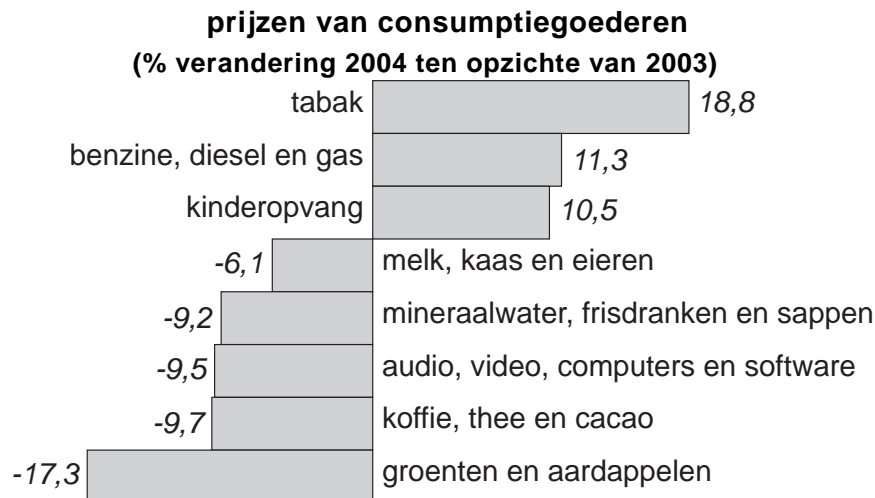 prijzen van consumptiegoederen
(% verandering 2004 ten opzichte van 2003)
tabak 18,8
benzine, diesel en gas 11,3
kinderopvang 10,5
-6,1 melk, kaas en eieren
-9,2 mineraalwater, frisdranken en sappen
-9,5 audio, video, computers en software
-9,7 koffie, thee en cacao
-17,3 groenten en aardappelen